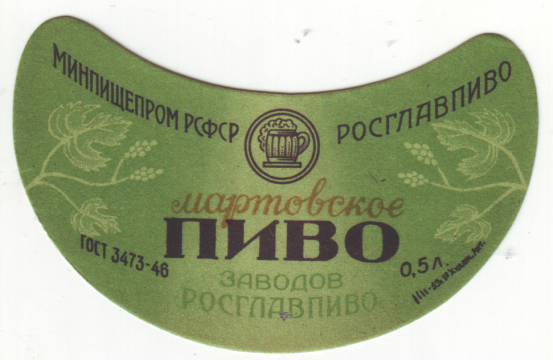 МИНПИЩЕПРОМ РСФСР
РОСГЛАВПИВО
мартовское
ПИВО
ГОСТ 3473-46
0,5 л.
ЗАВОДОВ
РОСГЛАВПИВО